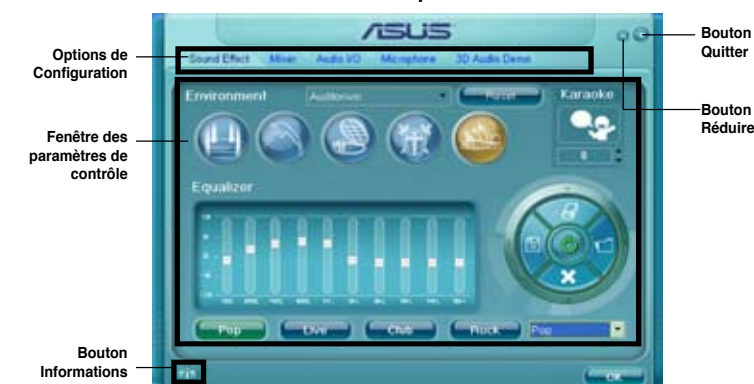 ASUS
Bouton
Quitter
Options de
Configuration
Sound Effect Mixer Audio I/O Microphone 3D Audio Demo
Environment Auditorium Reset Karaoke
Bouton
Réduire
Fenêtre des
paramètres de
contrôle
0
Equalizer
Pop Live Club Rock Pop
Bouton
Informations
OK